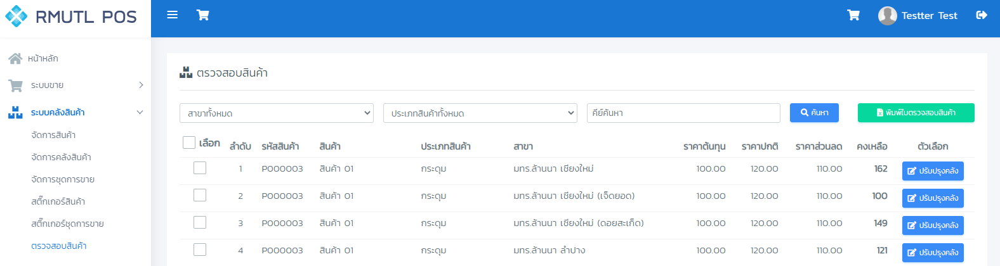 RMUTL POS
Testter Test
หน้าหลัก
ระบบขาย
ระบบคลังสินค้า
จัดการสินค้า
จัดการคลังสินค้า
จัดการชุดการขาย
สติ๊กเกอร์สินค้า
สติ๊กเกอร์ชุดการขาย
ตรวจสอบสินค้า
ตรวจสอบสินค้า
สาขาทั้งหมด ประเภทสินค้าทั้งหมด คีย์ค้นหา ค้นหา พิมพ์ใบตรวจสอบสินค้า
เลือก ลำดับ รหัสสินค้า สินค้า ประเภทสินค้า สาขา ราคาต้นทุน ราคาปกติ ราคาส่วนลด คงเหลือ ตัวเลือก
1 P000003 สินค้า 01 กระดุม มทร.ล้านนา เชียงใหม่ 100.00 120.00 110.00 162 ปรับปรุงคลัง
2 P000003 สินค้า 01 กระดุม มทร.ล้านนา เชียงใหม่ (เจ็ดยอด) 100.00 120.00 110.00 100 ปรับปรุงคลัง
3 P000003 สินค้า 01 กระดุม มทร.ล้านนา เชียงใหม่ (ดอยสะเก็ด) 100.00 120.00 110.00 149 ปรับปรุงคลัง
4 P000003 สินค้า 01 กระดุม มทร.ล้านนา ลำปาง 100.00 120.00 110.00 121 ปรับปรุงคลัง